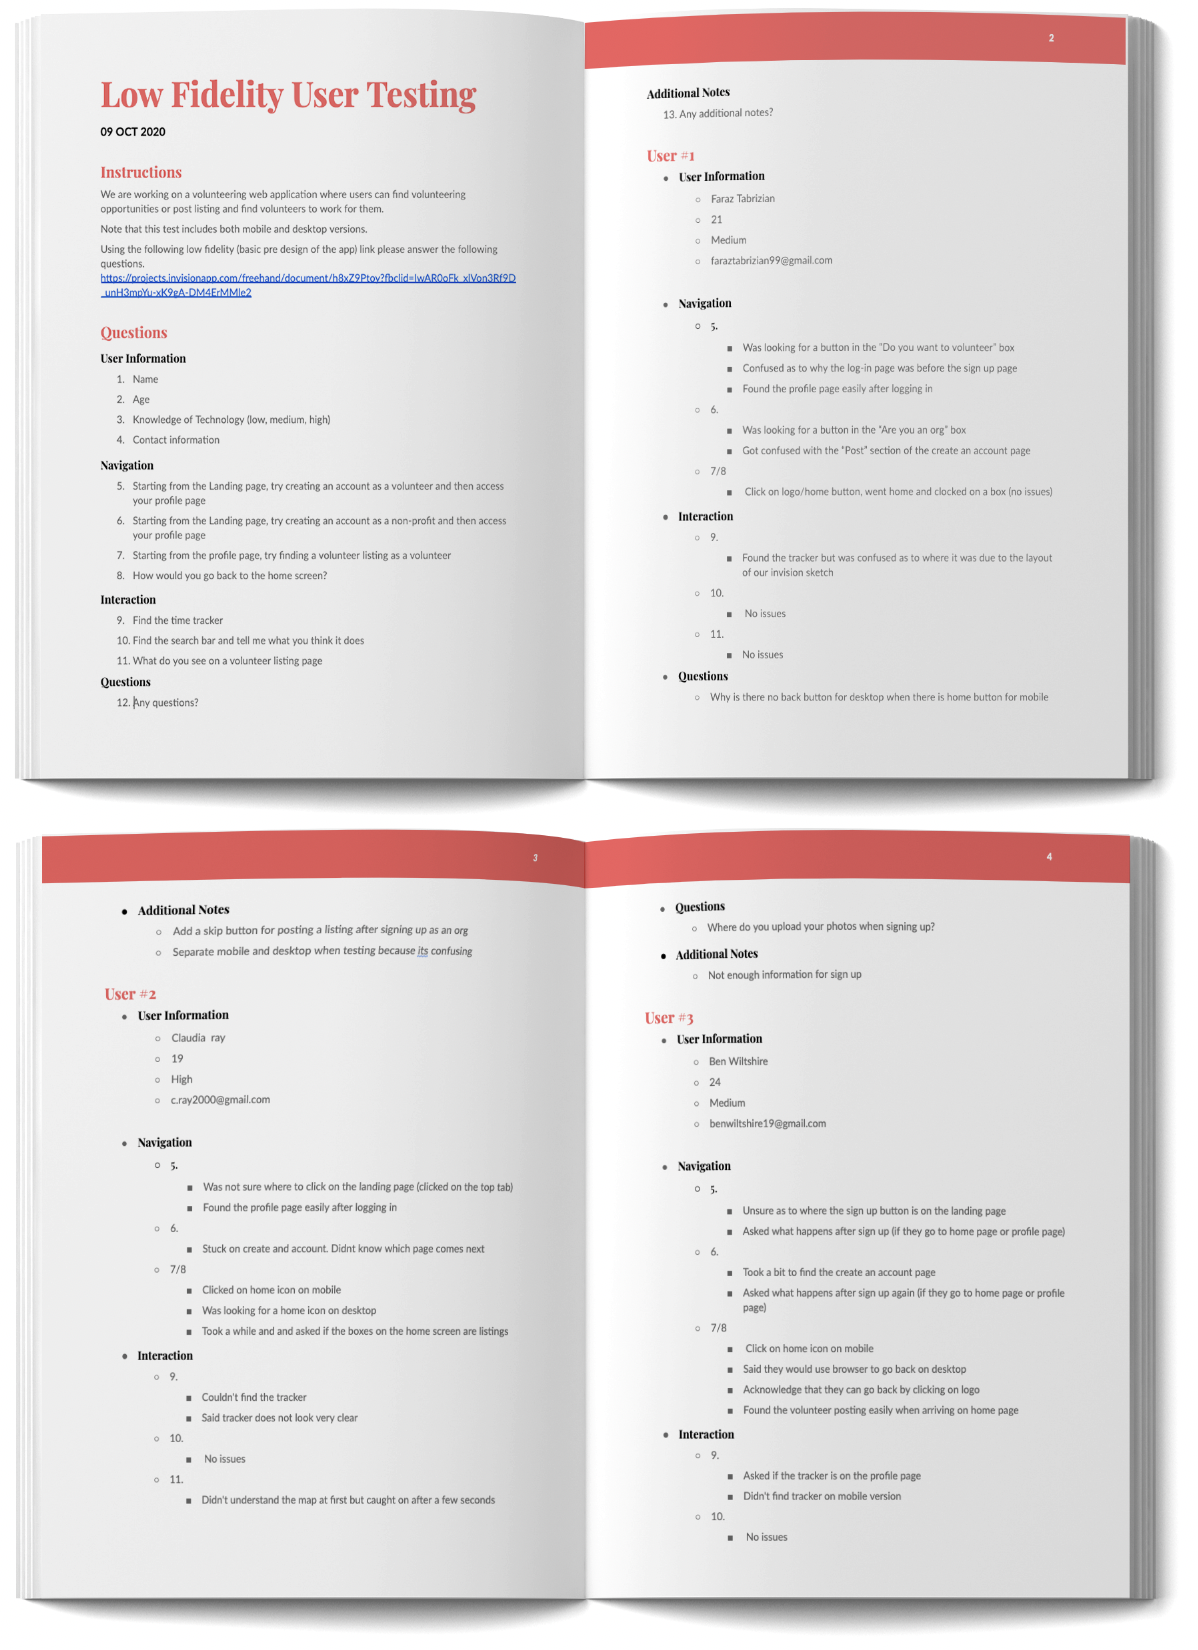 Low Fidelity User Testing
09 OCT 2020
Instructions
We are working on a volunteering web application where users can find volunteering
opportunities or post listing and find volunteers to work for them.
Note that this test includes both mobile and desktop versions.
Using the following low fidelity (basic pre design of the app) link please answer the following
questions.
https://projects.invisionapp.com/freehand/document/h8xZ9Ptov?fbclid=IwAR0oFk_xlVon3Rf9D
_unH3mpYu-xK9gA-DM4ErMMle2
Questions
User Information
1. Name
2. Age
3. Knowledge of Technology (low, medium, high)
4. Contact information
Navigation
5. Starting from the Landing page, try creating an account as a volunteer and then access
your profile page
6. Starting from the Landing page, try creating an account as a non-profit and then access
your profile page
7. Starting from the profile page, try finding a volunteer listing as a volunteer
8. How would you go back to the home screen?
Interaction
9. Find the time tracker
10. Find the search bar and tell me what you think it does
11. What do you see on a volunteer listing page
Questions
12. Any questions?
2
Additional Notes
13. Any additional notes?
User #1
• User Information
○ Faraz Tabrizian
○ 21
○ Medium
○ faraztabrizian99@gmail.com
• Navigation
○ 5.
■ Was looking for a button in the "Do you want to volunteer" box
■ Confused as to why the log-in page was before the sign up page
■ Found the profile page easily after logging in
○ 6.
■ Was looking for a button in the "Are you an org" box
■ Got confused with the "Post" section of the create an account page
○ 7/8
■ Click on logo/home button, went home and clocked on a box (no issues)
• Interaction
○ 9.
■ Found the tracker but was confused as to where it was due to the layout
of our invision sketch
○ 10.
■ No issues
○ 11.
■ No issues
• Questions
○ Why is there no back button for desktop when there is home button for mobile
3
• Additional Notes
○ Add a skip button for posting a listing after signing up as an org
○ Separate mobile and desktop when testing because its confusing
User #2
• User Information
○ Claudia ray
○ 19
○ High
○ c.ray2000@gmail.com
• Navigation
○ 5.
■ Was not sure where to click on the landing page (clicked on the top tab)
■ Found the profile page easily after logging in
○ 6.
■ Stuck on create and account. Didnt know which page comes next
○ 7/8
■ Clicked on home icon on mobile
■ Was looking for a home icon on desktop
■ Took a while and and asked if the boxes on the home screen are listings
• Interaction
○ 9.
■ Couldn't find the tracker
■ Said tracker does not look very clear
○ 10.
■ No issues
○ 11.
■ Didn't understand the map at first but caught on after a few seconds
4
• Questions
○ Where do you upload your photos when signing up?
• Additional Notes
○ Not enough information for sign up
User #3
• User Information
○ Ben Wiltshire
○ 24
○ Medium
○ benwiltshire19@gmail.com
• Navigation
○ 5.
■ Unsure as to where the sign up button is on the landing page
■ Asked what happens after sign up (if they go to home page or profile page)
○ 6.
■ Took a bit to find the create an account page
■ Asked what happens after sign up again (if they go to home page or profile
page)
○ 7/8
■ Click on home icon on mobile
■ Said they would use browser to go back on desktop
■ Acknowledge that they can go back by clicking on logo
■ Found the volunteer posting easily when arriving on home page
• Interaction
○ 9.
■ Asked if the tracker is on the profile page
■ Didn't find tracker on mobile version
○ 10.
■ No issues